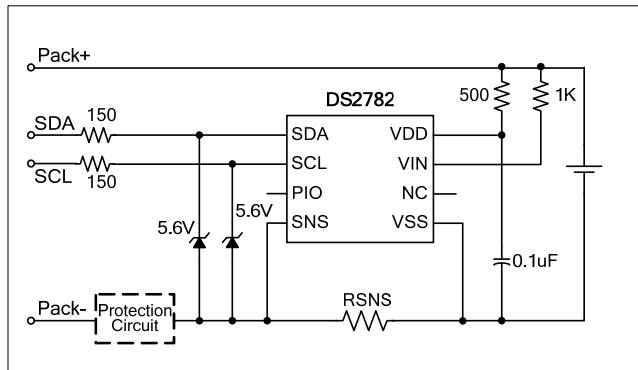 Pack+
500
1K
DS2782
150
SDA
SDA
VDD
SCL
150
SCL
VIN
PIO
NC
5.6V
5.6V
SNS
VSS
0.1uF
Pack-
Protection
Circuit
RSNS